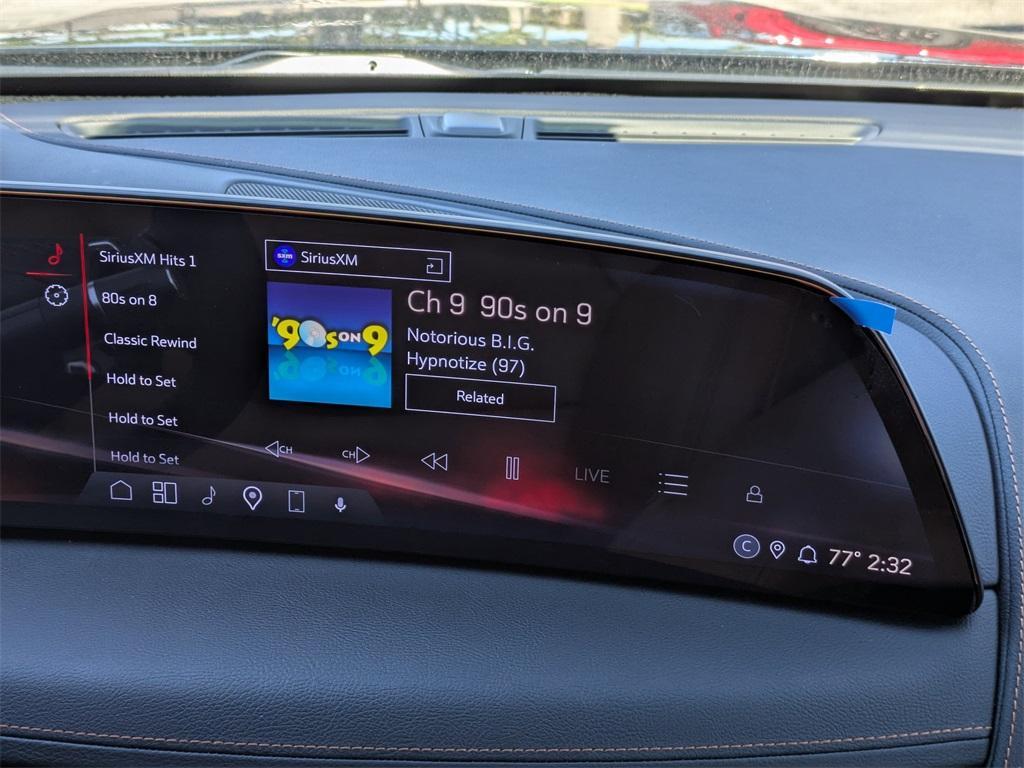 SiriusXM Hits 1
80s on 8
Classic Rewind
Hold to Set
Hold to Set
Hold to Set
sxm SiriusXM
'90s ON 9
Ch 9 90s on 9
Notorious B.I.G.
Hypnotize (97)
Related
CH
CH
LIVE
C 77° 2:32